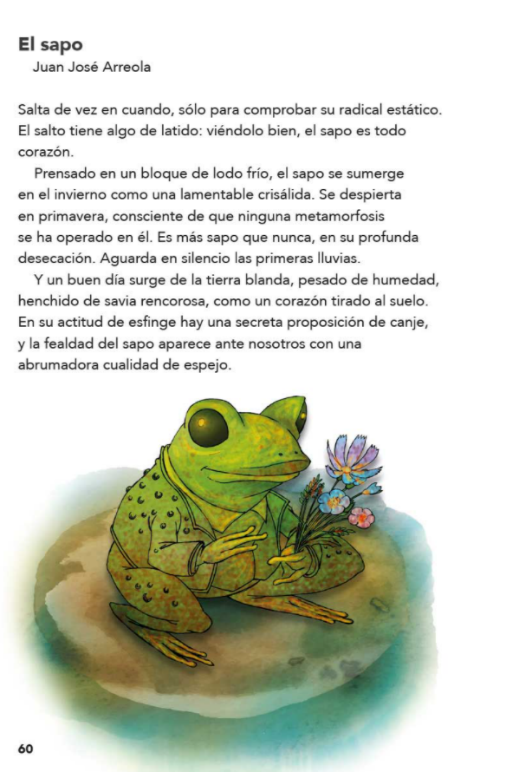 El sapo
Juan José Arreola
Salta de vez en cuando, sólo para comprobar su radical estático.
El salto tiene algo de latido: viéndolo bien, el sapo es todo
corazón.
Prensado en un bloque de lodo frío, el sapo se sumerge
en el invierno como una lamentable crisálida. Se despierta
en primavera, consciente de que ninguna metamorfosis
se ha operado en él. Es más sapo que nunca, en su profunda
desecación. Aguarda en silencio las primeras lluvias.
Y un buen día surge de la tierra blanda, pesado de humedad,
henchido de savia rencorosa, como un corazón tirado al suelo.
En su actitud de esfinge hay una secreta proposición de canje,
y la fealdad del sapo aparece ante nosotros con una
abrumadora cualidad de espejo.
60